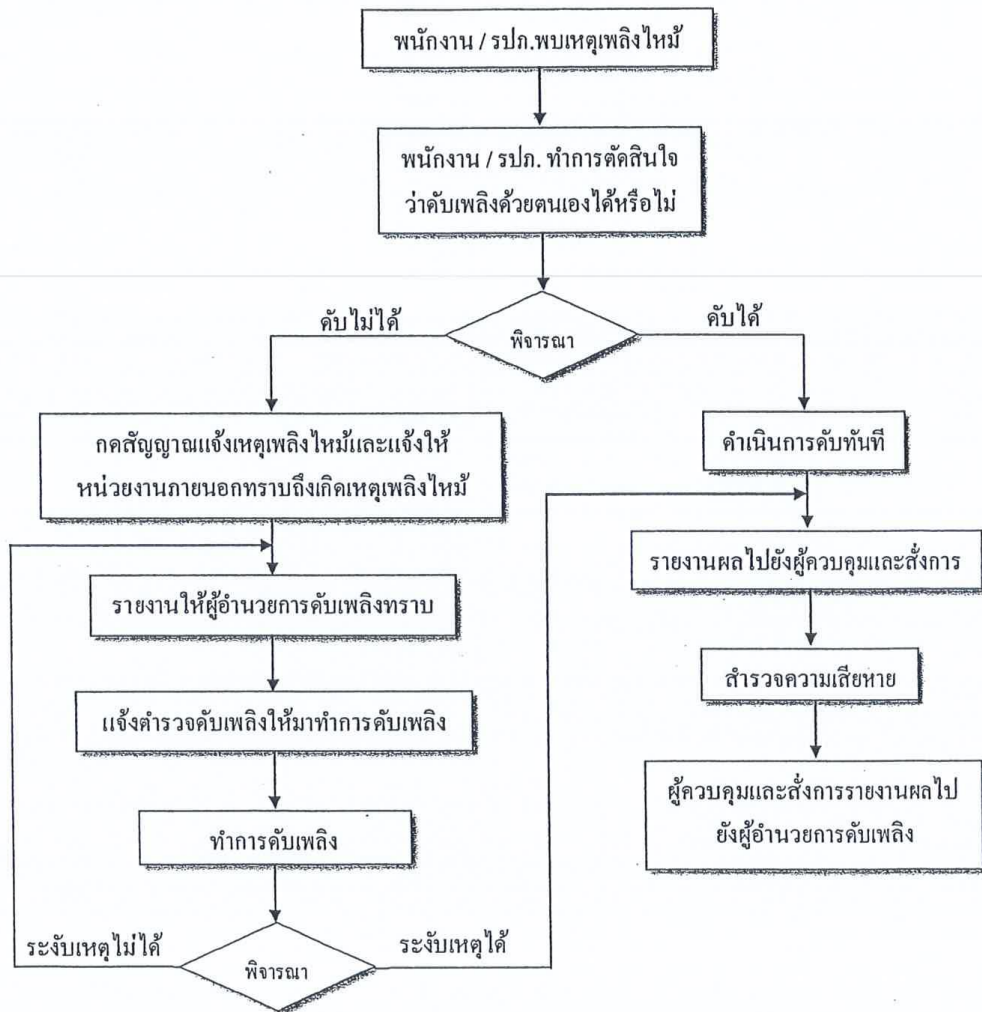 พนักงาน / รปภ.พบเหตุเพลิงไหม้
พนักงาน / รปภ. ทำการตัดสินใจ
ว่าดับเพลิงด้วยตนเองได้หรือไม่
พิจารณา
ดับไม่ได้
ดับได้
กดสัญญาณแจ้งเหตุเพลิงไหม้และแจ้งให้
หน่วยงานภายนอกทราบถึงเกิดเหตุเพลิงไหม้
รายงานให้ผู้อำนวยการดับเพลิงทราบ
แจ้งตำรวจดับเพลิงให้มาทำการดับเพลิง
ทำการดับเพลิง
พิจารณา
ระงับเหตุไม่ได้
ระงับเหตุได้
ดำเนินการดับทันที
รายงานผลไปยังผู้ควบคุมและสั่งการ
สำรวจความเสียหาย
ผู้ควบคุมและสั่งการรายงานผลไป
ยังผู้อำนวยการดับเพลิง